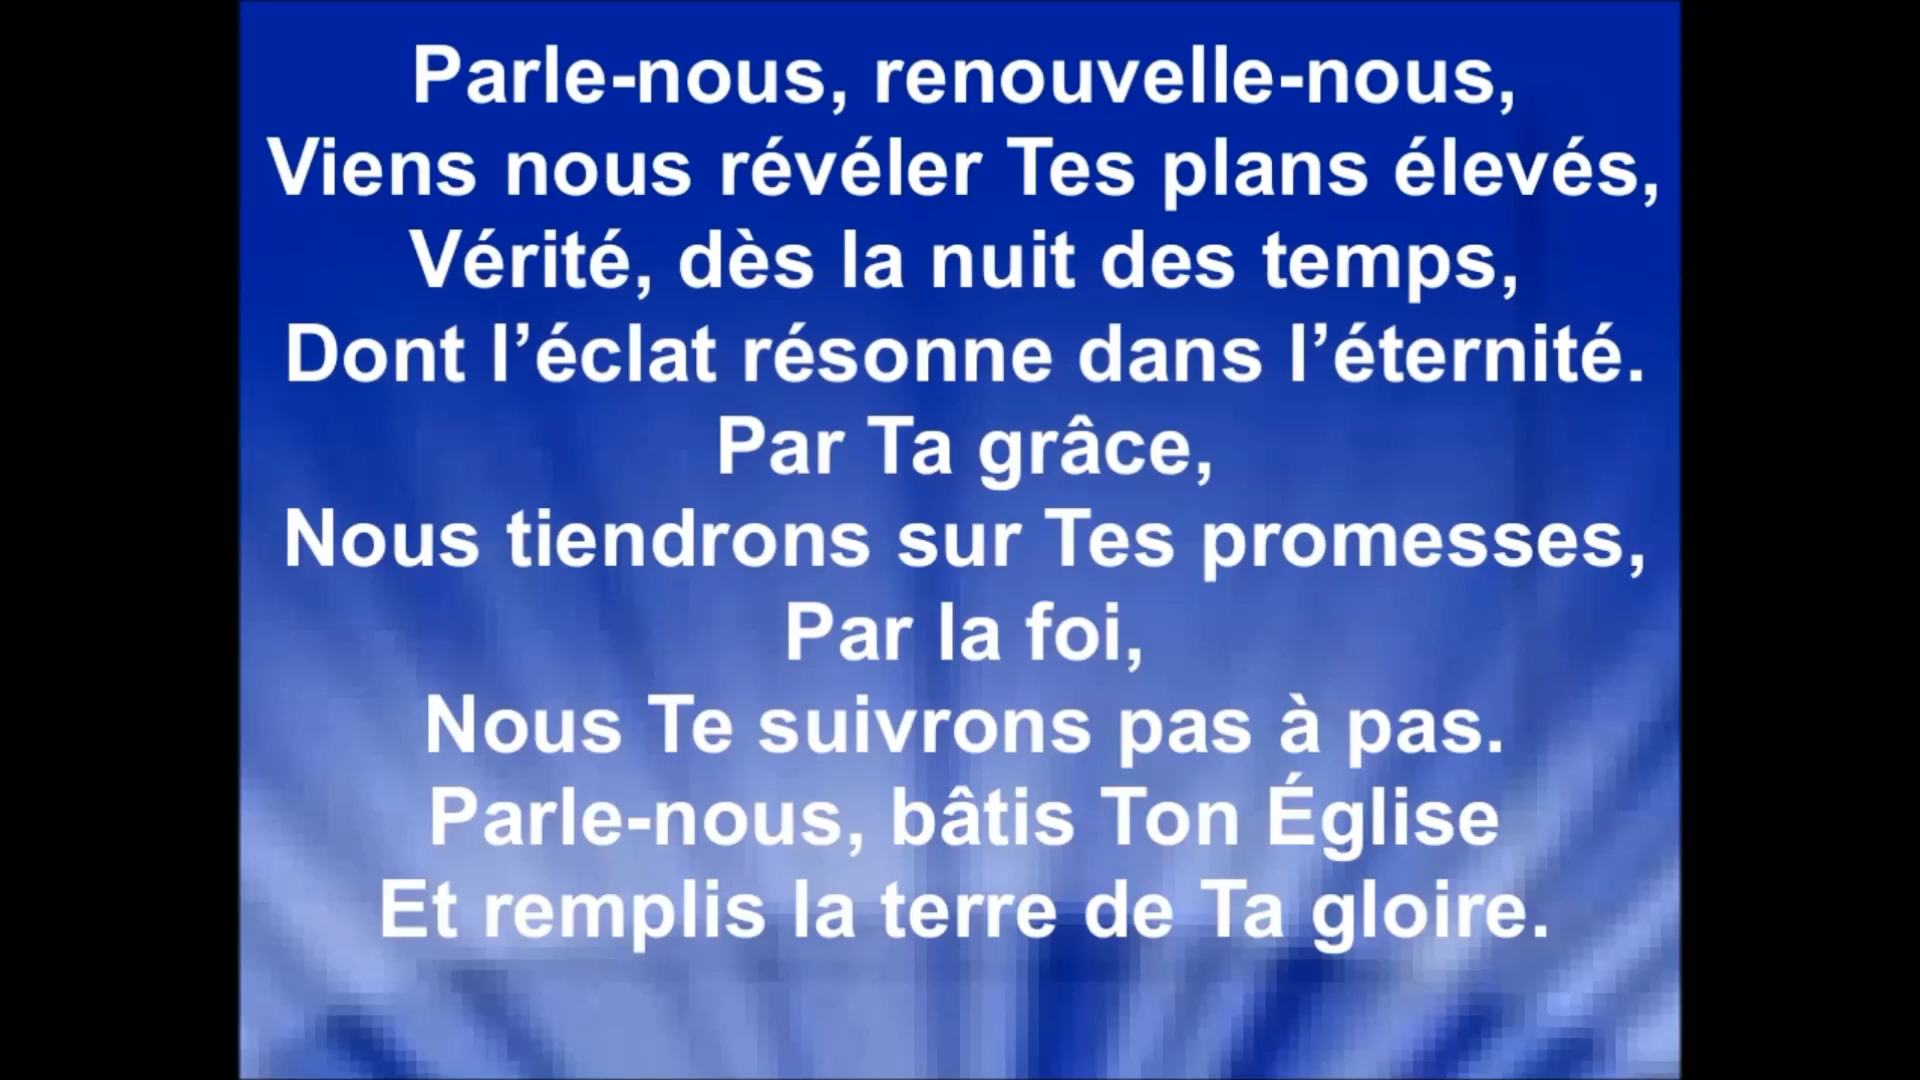 Parle-nous, renouvelle-nous,
Viens nous révéler Tes plans élevés,
Vérité, dès la nuit des temps,
Dont l’éclat résonne dans l’éternité.
Par Ta grâce,
Nous tiendrons sur Tes promesses,
Par la foi,
Nous Te suivrons pas à pas.
Parle-nous, bâtis Ton Église
Et remplis la terre de Ta gloire.